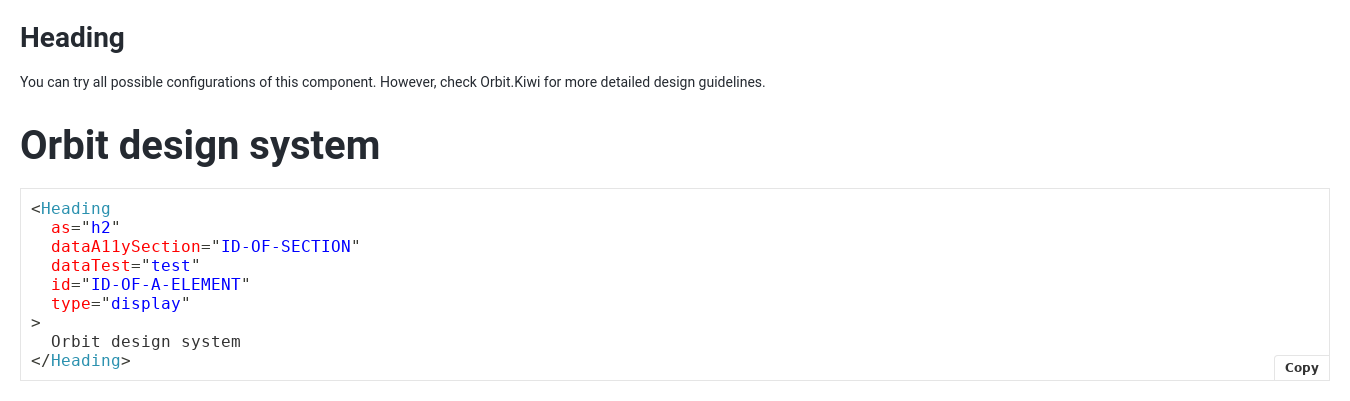 Heading
You can try all possible configurations of this component. However, check Orbit.Kiwi for more detailed design guidelines.
Orbit design system
<Heading
  as="h2"
  dataA11ySection="ID-OF-SECTION"
  dataTest="test"
  id="ID-OF-A-ELEMENT"
  type="display"
>
  Orbit design system
</Heading>
Copy